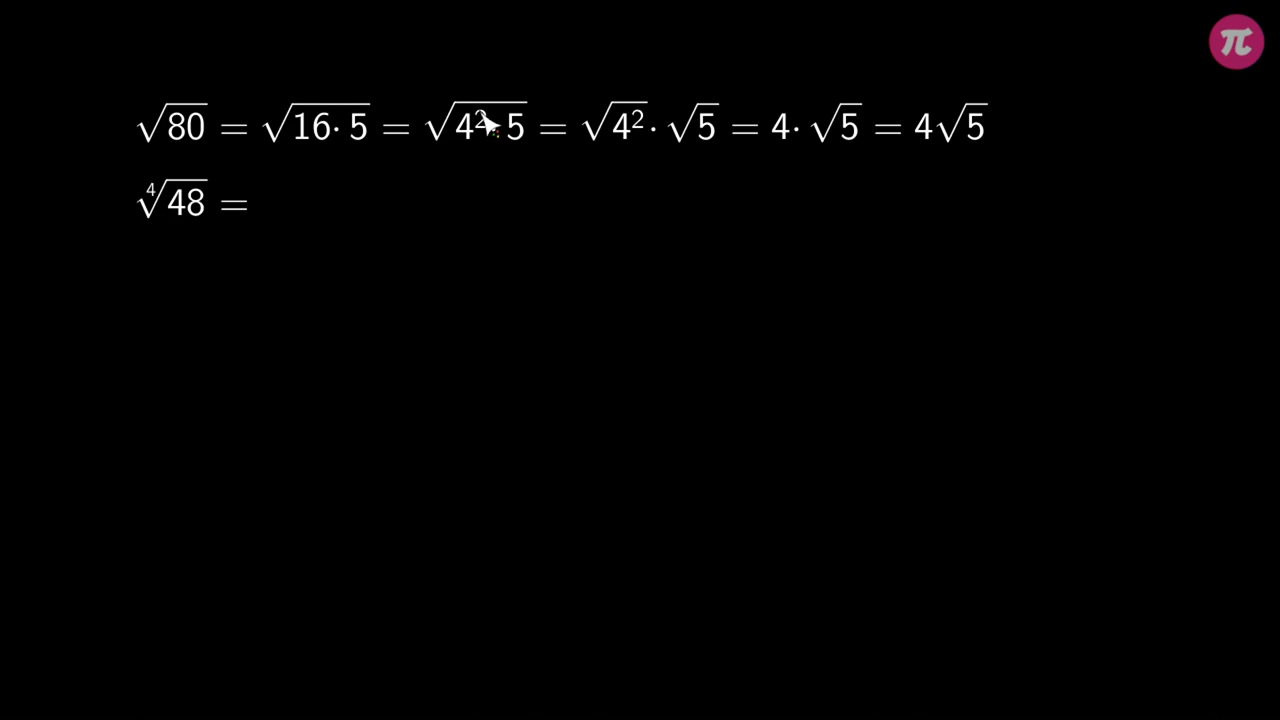 π
√80 = √16· 5 = √4²· 5 = √4²· √5 = 4· √5 = 4√5
∜48 =